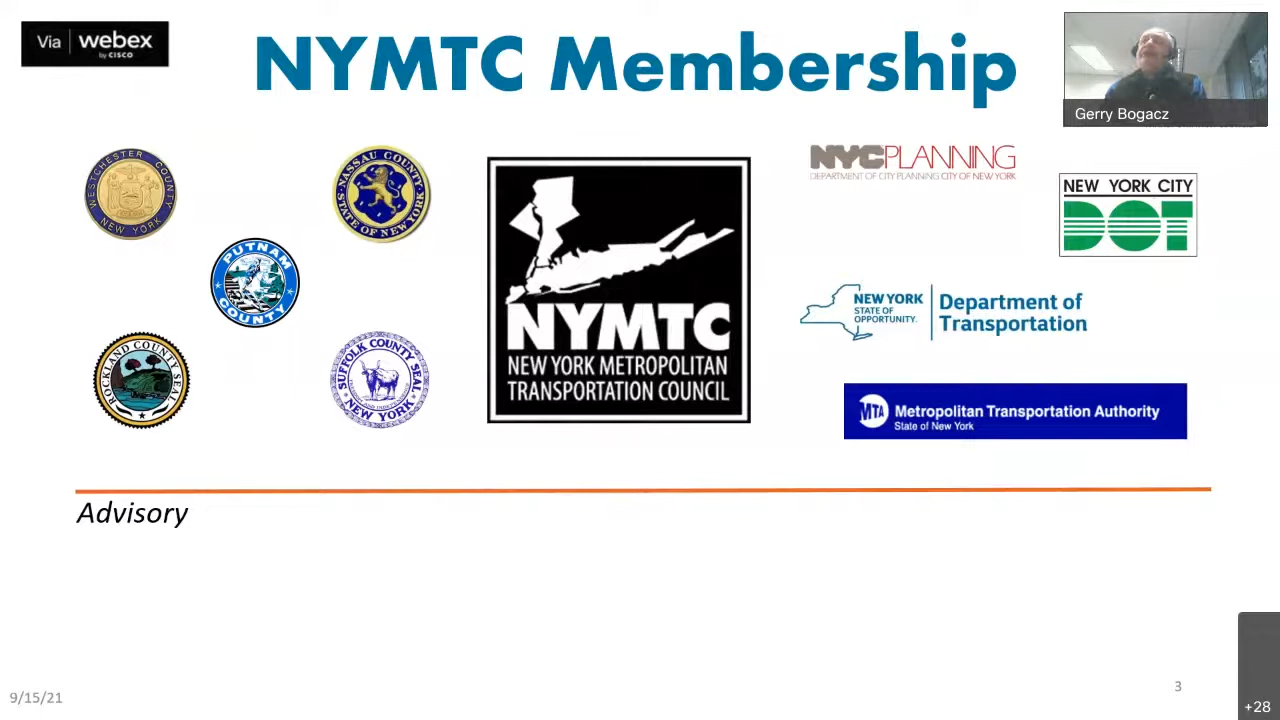 Via webex
by CISCO
NYMTC Membership
Gerry Bogacz
WESTCHESTER COUNTY
NEW YORK
NASSAU COUNTY
STATE OF NEW YORK
PUTNAM
COUNTY
ROCKLAND COUNTY SEAL
SUFFOLK COUNTY SEAL
NEW YORK
NYMTC
NEW YORK METROPOLITAN
TRANSPORTATION COUNCIL
NYCPLANNING
DEPARTMENT OF CITY PLANNING CITY OF NEW YORK
NEW YORK CITY
DOT
NEW YORK
STATE OF
OPPORTUNITY.
Department of
Transportation
MTA Metropolitan Transportation Authority
State of New York
Advisory
9/15/21
3
+28